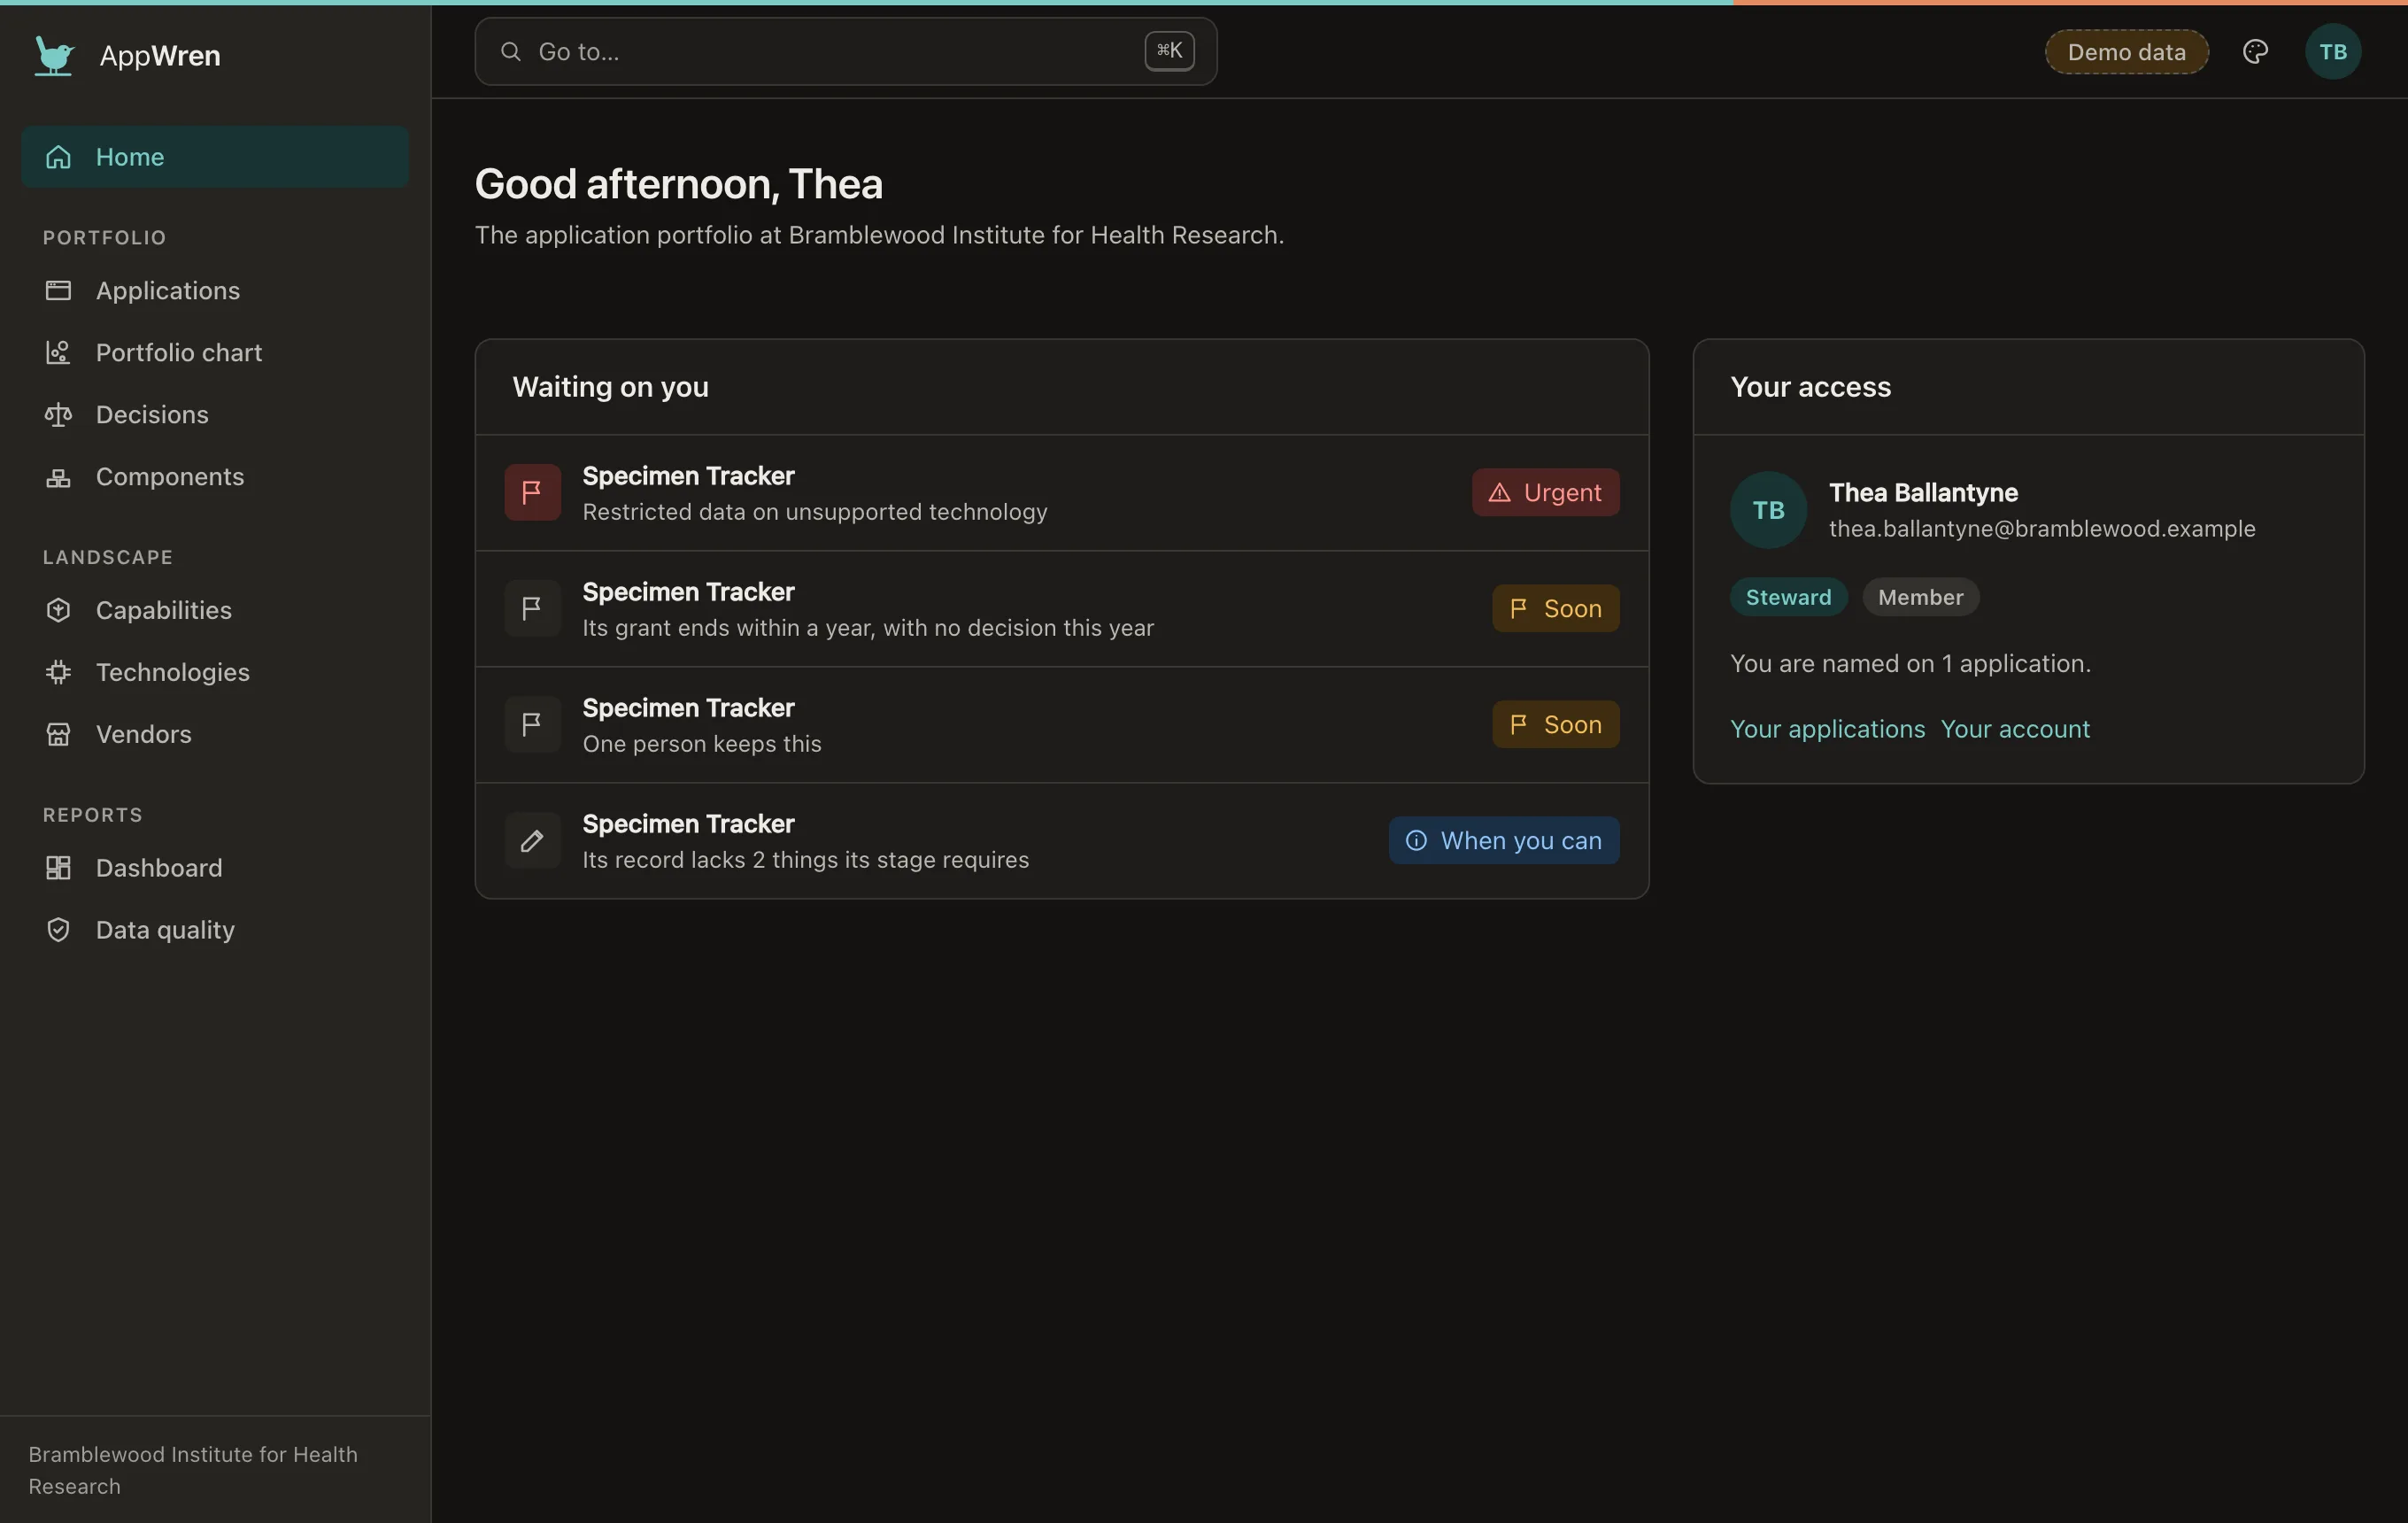 AppWren
Go to...
⌘K
Demo data
TB
Home
PORTFOLIO
Applications
Portfolio chart
Decisions
Components
LANDSCAPE
Capabilities
Technologies
Vendors
REPORTS
Dashboard
Data quality
Bramblewood Institute for Health
Research
Good afternoon, Thea
The application portfolio at Bramblewood Institute for Health Research.
Waiting on you
Specimen Tracker
Restricted data on unsupported technology
Urgent
Specimen Tracker
Its grant ends within a year, with no decision this year
Soon
Specimen Tracker
One person keeps this
Soon
Specimen Tracker
Its record lacks 2 things its stage requires
When you can
Your access
TB
Thea Ballantyne
thea.ballantyne@bramblewood.example
Steward Member
You are named on 1 application.
Your applications Your account